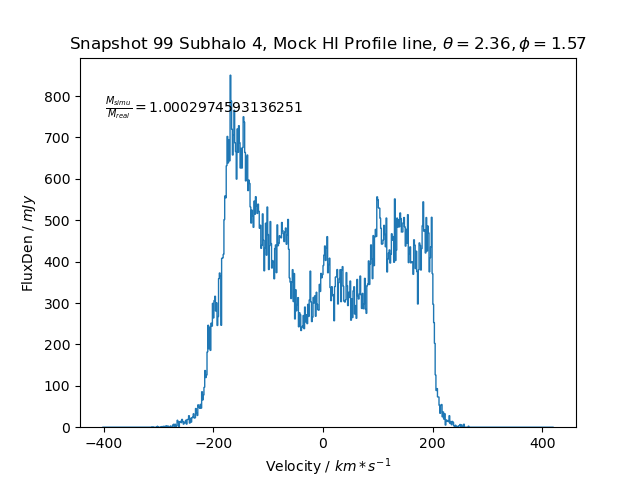 Snapshot 99 Subhalo 4, Mock HI Profile line, θ = 2.36, ϕ = 1.57
M_simu/M_real = 1.0002974593136251
FluxDen / mJy
800
700
600
500
400
300
200
100
0
−400 −200 0 200 400
Velocity / km * s⁻¹